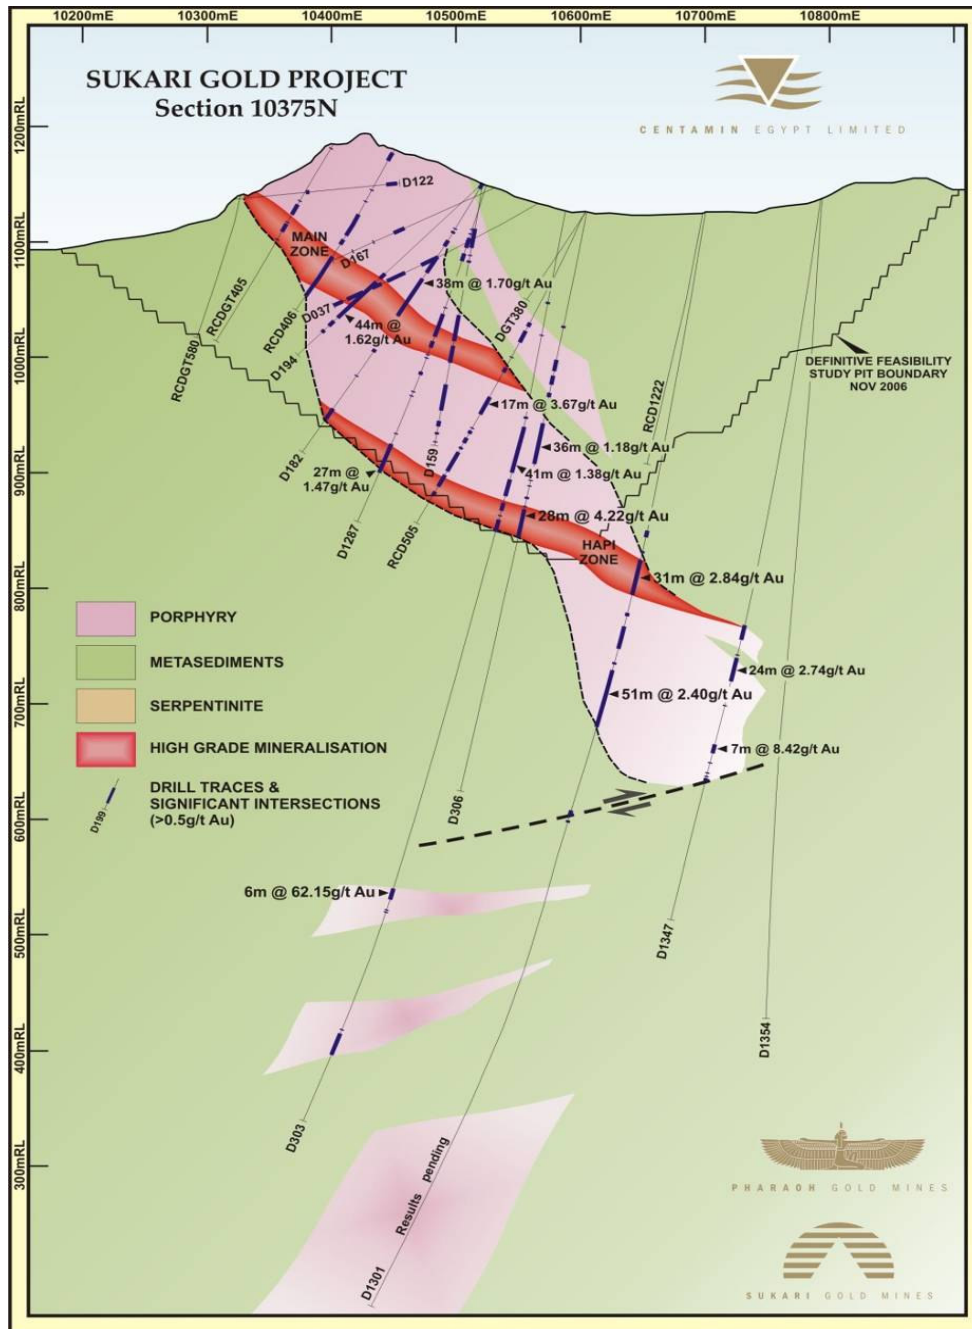 10200mE 10300mE 10400mE 10500mE 10600mE 10700mE 10800mE
SUKARI GOLD PROJECT
Section 10375N
CENTAMIN EGYPT LIMITED
1200mRL
1100mRL
1000mRL
900mRL
800mRL
700mRL
600mRL
500mRL
400mRL
300mRL
D122
MAIN
ZONE
D167
38m @ 1.70g/t Au
RCDGT405
RCD406
D037
44m @
1.62g/t Au
DGT380
RCDGT580
D194
DEFINITIVE FEASIBILITY
STUDY PIT BOUNDARY
NOV 2006
RCD1222
17m @ 3.67g/t Au
36m @ 1.18g/t Au
D182
27m @
1.47g/t Au
D159
41m @ 1.38g/t Au
D1287
RCD505
28m @ 4.22g/t Au
HAPI
ZONE
31m @ 2.84g/t Au
PORPHYRY
METASEDIMENTS
SERPENTINITE
HIGH GRADE MINERALISATION
D199
DRILL TRACES &
SIGNIFICANT INTERSECTIONS
(>0.5g/t Au)
24m @ 2.74g/t Au
51m @ 2.40g/t Au
7m @ 8.42g/t Au
D306
6m @ 62.15g/t Au
D1347
D1354
D303
Results pending
D1301
PHARAOH GOLD MINES
SUKARI GOLD MINES